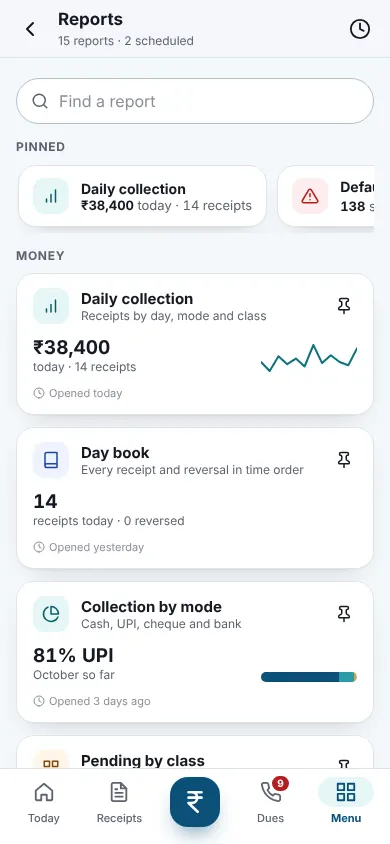 Reports
15 reports · 2 scheduled
Find a report
PINNED
Daily collection
₹38,400 today · 14 receipts
Defau
138 s
MONEY
Daily collection
Receipts by day, mode and class
₹38,400
today · 14 receipts
Opened today
Day book
Every receipt and reversal in time order
14
receipts today · 0 reversed
Opened yesterday
Collection by mode
Cash, UPI, cheque and bank
81% UPI
October so far
Opened 3 days ago
Pending by class
Today
Receipts
₹
9
Dues
Menu